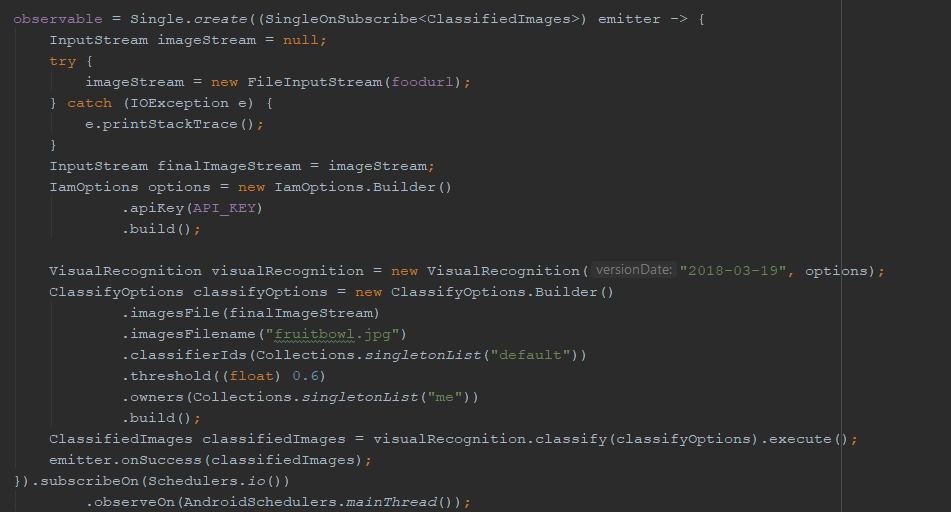 observable = Single.create((SingleOnSubscribe<ClassifiedImages>) emitter -> {
    InputStream imageStream = null;
    try {
        imageStream = new FileInputStream(foodurl);
    } catch (IOException e) {
        e.printStackTrace();
    }
    InputStream finalImageStream = imageStream;
    IamOptions options = new IamOptions.Builder()
            .apiKey(API_KEY)
            .build();

    VisualRecognition visualRecognition = new VisualRecognition( versionDate: "2018-03-19", options);
    ClassifyOptions classifyOptions = new ClassifyOptions.Builder()
            .imagesFile(finalImageStream)
            .imagesFilename("fruitbowl.jpg")
            .classifierIds(Collections.singletonList("default"))
            .threshold((float) 0.6)
            .owners(Collections.singletonList("me"))
            .build();
    ClassifiedImages classifiedImages = visualRecognition.classify(classifyOptions).execute();
    emitter.onSuccess(classifiedImages);
}).subscribeOn(Schedulers.io())
        .observeOn(AndroidSchedulers.mainThread());